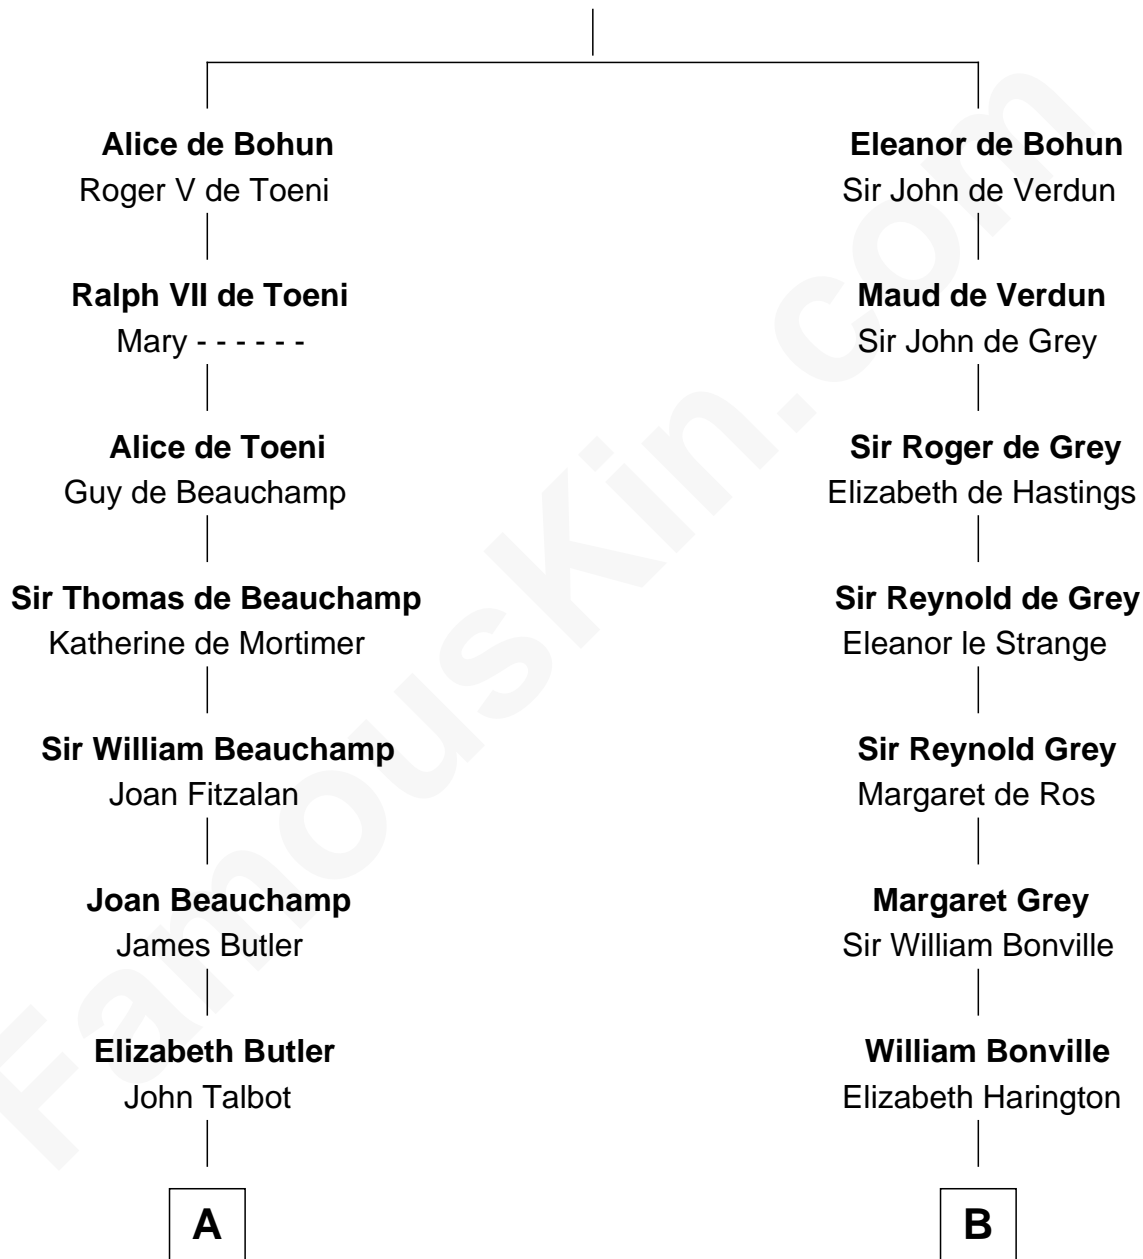 Alice de Bohun
Roger V de Toeni
Ralph VII de Toeni
Mary - - - - - -
Alice de Toeni
Guy de Beauchamp
Sir Thomas de Beauchamp
Katherine de Mortimer
Sir William Beauchamp
Joan Fitzalan
Joan Beauchamp
James Butler
Elizabeth Butler
John Talbot
A
Eleanor de Bohun
Sir John de Verdun
Maud de Verdun
Sir John de Grey
Sir Roger de Grey
Elizabeth de Hastings
Sir Reynold de Grey
Eleanor le Strange
Sir Reynold Grey
Margaret de Ros
Margaret Grey
Sir William Bonville
William Bonville
Elizabeth Harington
B
FamousKin.com